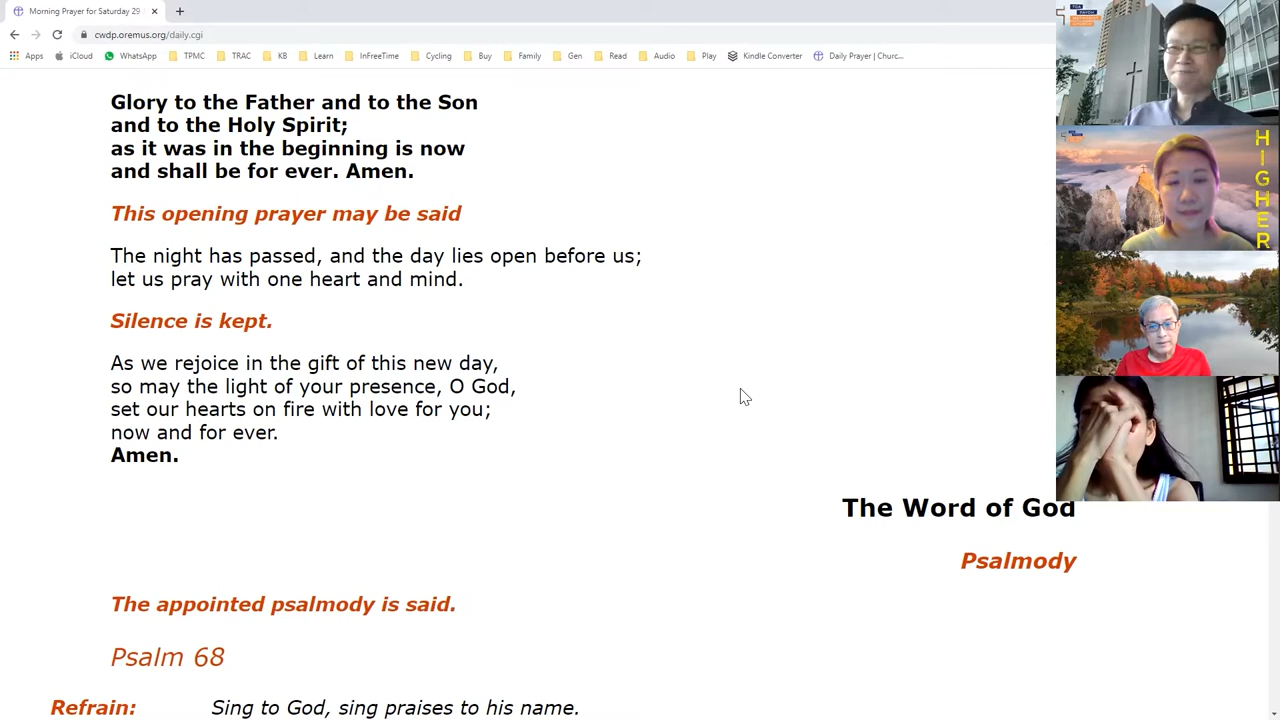 Morning Prayer for Saturday 29
cwdp.oremus.org/daily.cgi
Apps iCloud WhatsApp TPMC TRAC KB Learn InFreeTime Cycling Buy Family Gen Read Audio Play Kindle Converter Daily Prayer | Churc...
Glory to the Father and to the Son
and to the Holy Spirit;
as it was in the beginning is now
and shall be for ever. Amen.
This opening prayer may be said
The night has passed, and the day lies open before us;
let us pray with one heart and mind.
Silence is kept.
As we rejoice in the gift of this new day,
so may the light of your presence, O God,
set our hearts on fire with love for you;
now and for ever.
Amen.
The Word of God
Psalmody
The appointed psalmody is said.
Psalm 68
Refrain: Sing to God, sing praises to his name.
HIGHER